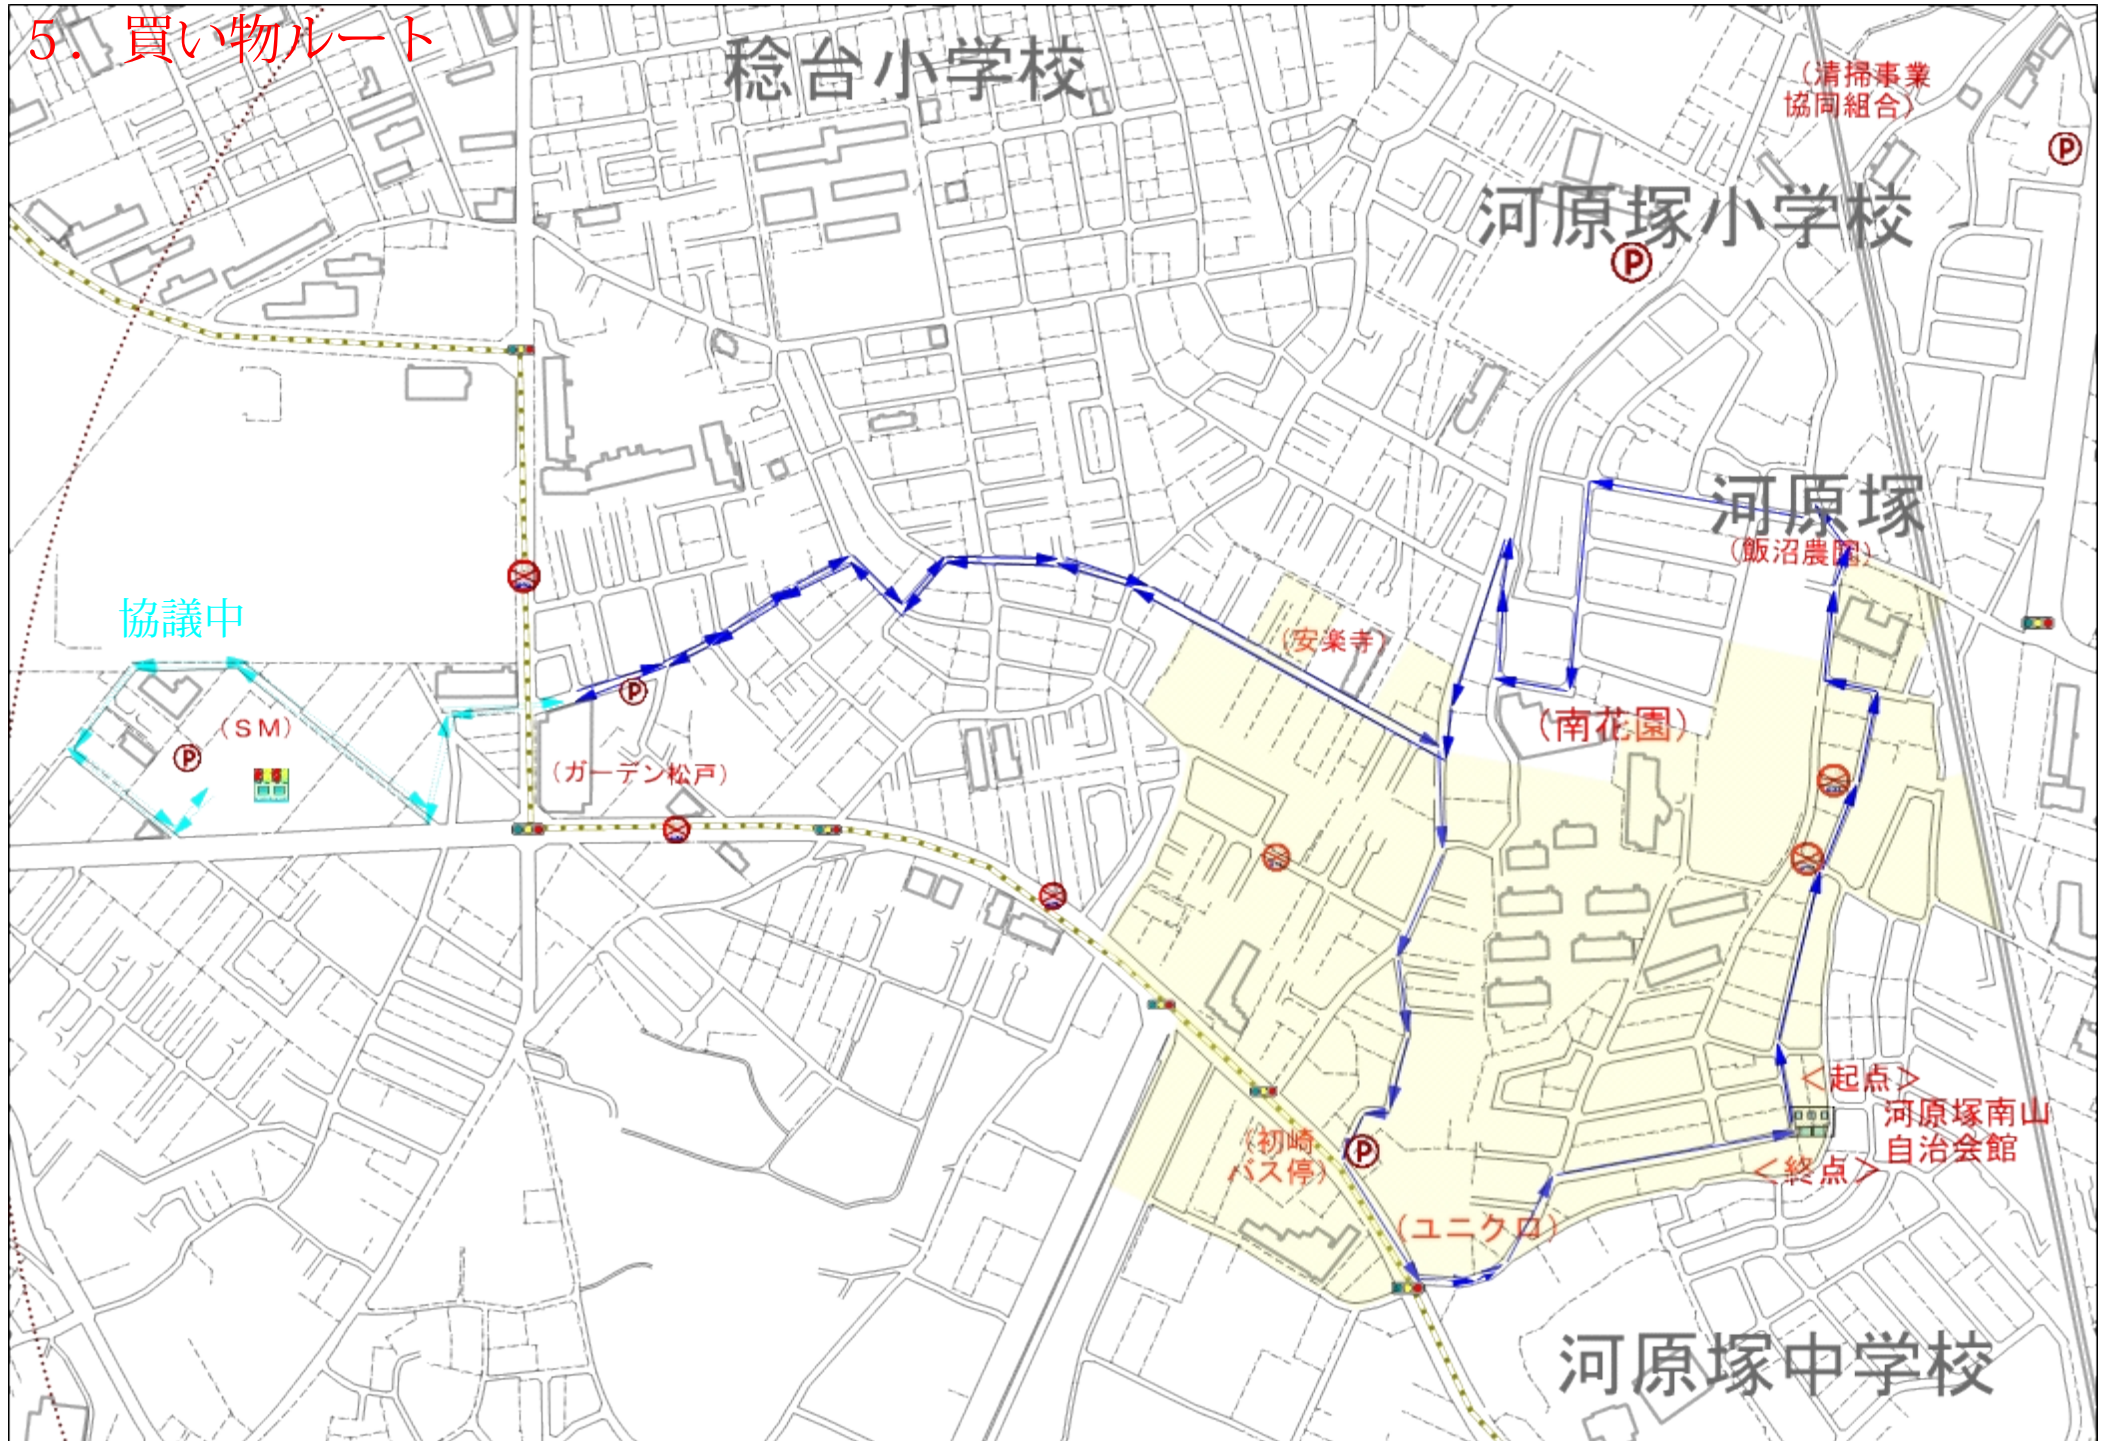 5．買い物ルート
稔台小学校
（清掃事業
協同組合）
Ⓟ
河原塚小学校
Ⓟ
河原塚
（飯沼農園）
協議中
（安楽寺）
Ⓟ
（ＳＭ）
Ⓟ
（南花園）
（ガーデン松戸）
＜起点＞
河原塚南山
自治会館
＜終点＞
（初崎
バス停）
Ⓟ
（ユニクロ）
河原塚中学校